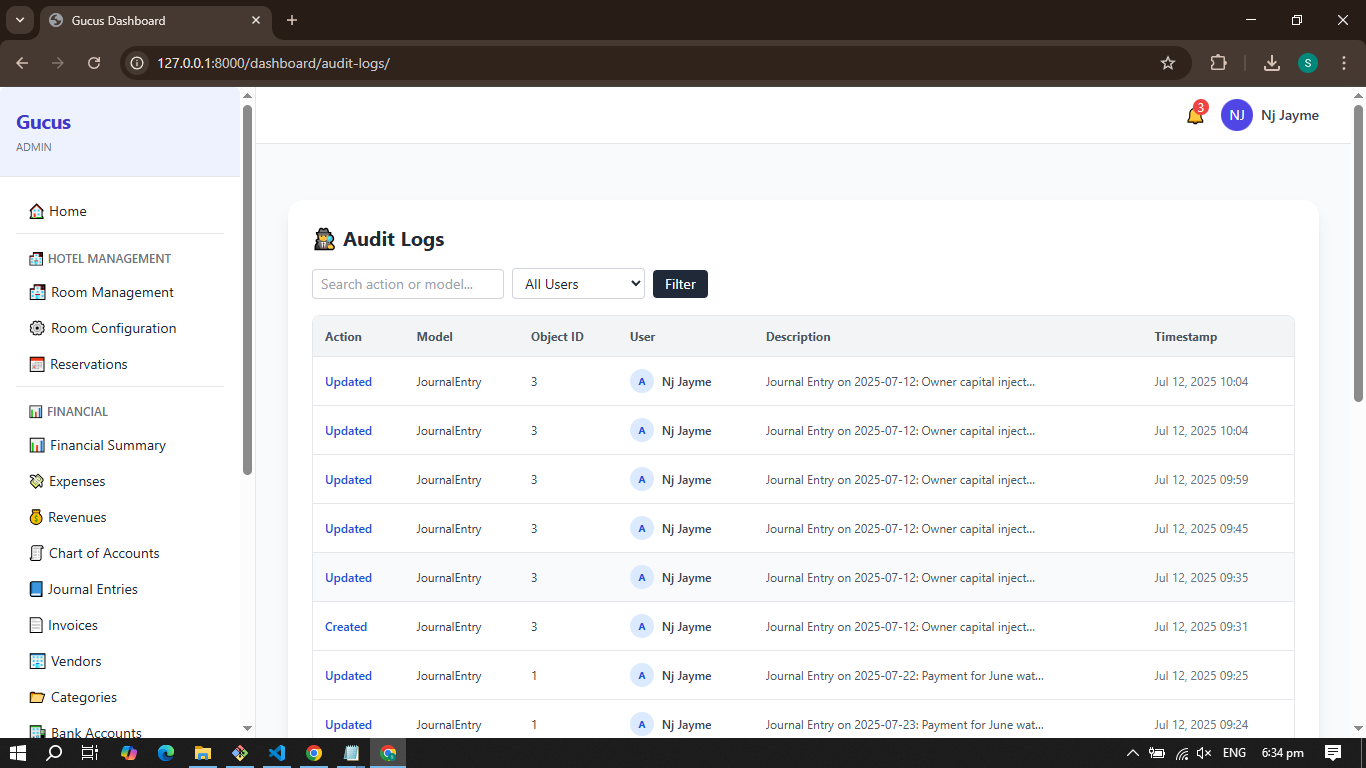 Gucus Dashboard
127.0.0.1:8000/dashboard/audit-logs/
S
Gucus
ADMIN
3
NJ
Nj Jayme
Home
HOTEL MANAGEMENT
Room Management
Room Configuration
Reservations
FINANCIAL
Financial Summary
Expenses
Revenues
Chart of Accounts
Journal Entries
Invoices
Vendors
Categories
Bank Accounts
Audit Logs
Search action or model...
All Users
Filter
Action Model Object ID User Description Timestamp
Updated JournalEntry 3 A Nj Jayme Journal Entry on 2025-07-12: Owner capital inject... Jul 12, 2025 10:04
Updated JournalEntry 3 A Nj Jayme Journal Entry on 2025-07-12: Owner capital inject... Jul 12, 2025 10:04
Updated JournalEntry 3 A Nj Jayme Journal Entry on 2025-07-12: Owner capital inject... Jul 12, 2025 09:59
Updated JournalEntry 3 A Nj Jayme Journal Entry on 2025-07-12: Owner capital inject... Jul 12, 2025 09:45
Updated JournalEntry 3 A Nj Jayme Journal Entry on 2025-07-12: Owner capital inject... Jul 12, 2025 09:35
Created JournalEntry 3 A Nj Jayme Journal Entry on 2025-07-12: Owner capital inject... Jul 12, 2025 09:31
Updated JournalEntry 1 A Nj Jayme Journal Entry on 2025-07-22: Payment for June wat... Jul 12, 2025 09:25
Updated JournalEntry 1 A Nj Jayme Journal Entry on 2025-07-23: Payment for June wat... Jul 12, 2025 09:24
ENG
6:34 pm